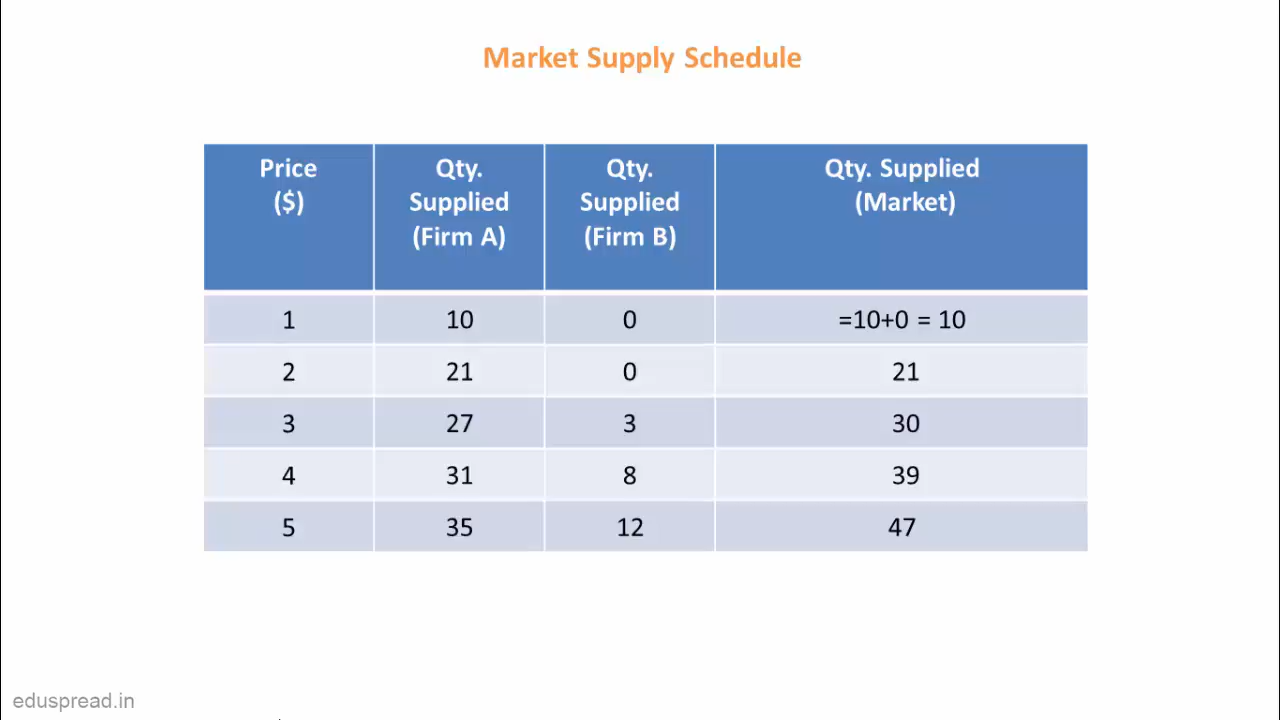 Market Supply Schedule
Price ($) Qty. Supplied (Firm A) Qty. Supplied (Firm B) Qty. Supplied (Market)
1 10 0 =10+0 = 10
2 21 0 21
3 27 3 30
4 31 8 39
5 35 12 47
eduspread.in